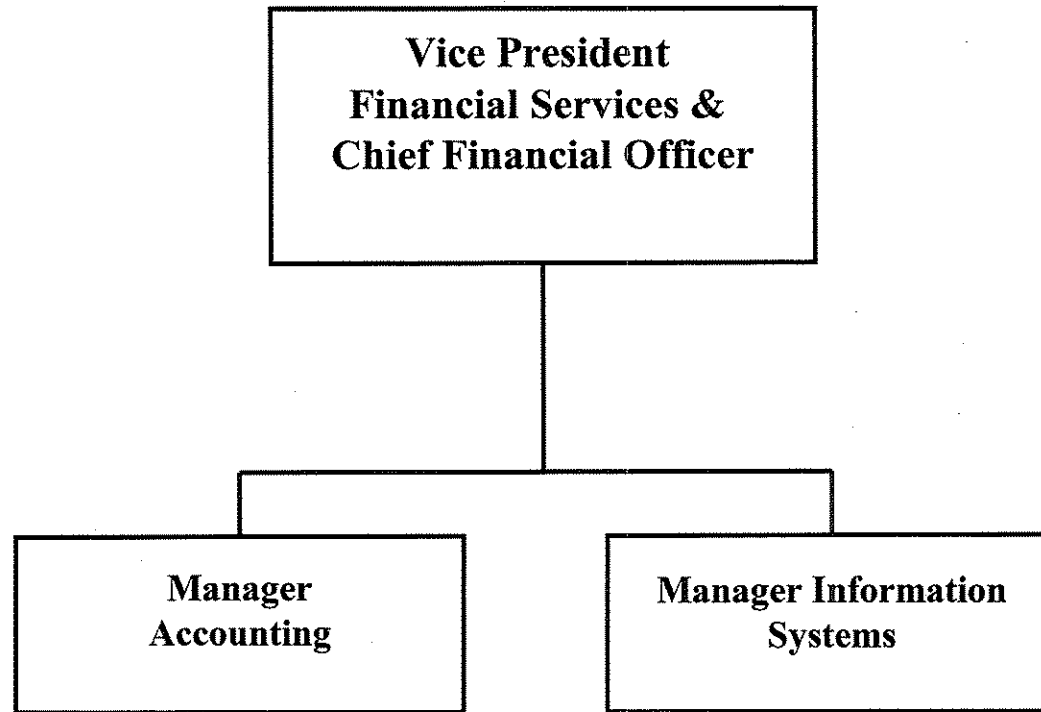 Vice President
Financial Services &
Chief Financial Officer
Manager
Accounting
Manager Information
Systems